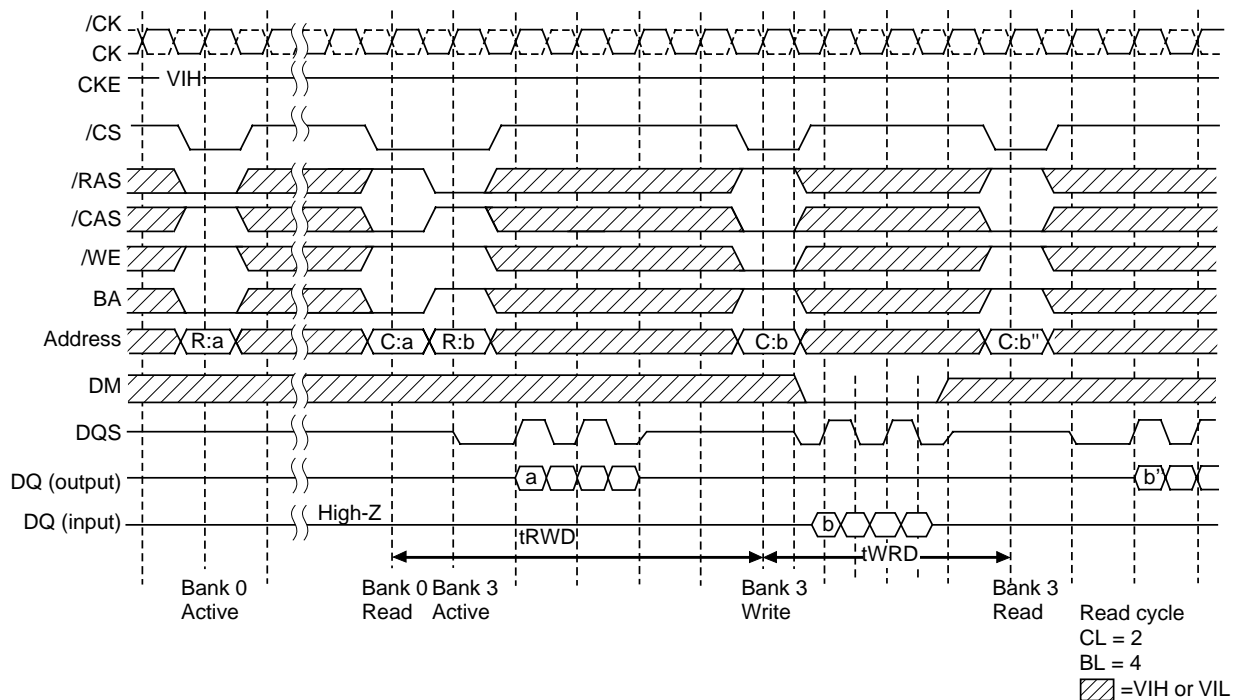 /CK
CK
CKE VIH
/CS
/RAS
/CAS
/WE
BA
Address R:a C:a R:b C:b C:b"
DM
DQS
DQ (output) a b'
DQ (input) High-Z b
tRWD tWRD
Bank 0 Active
Bank 0 Read
Bank 3 Active
Bank 3 Write
Bank 3 Read
Read cycle
CL = 2
BL = 4
=VIH or VIL